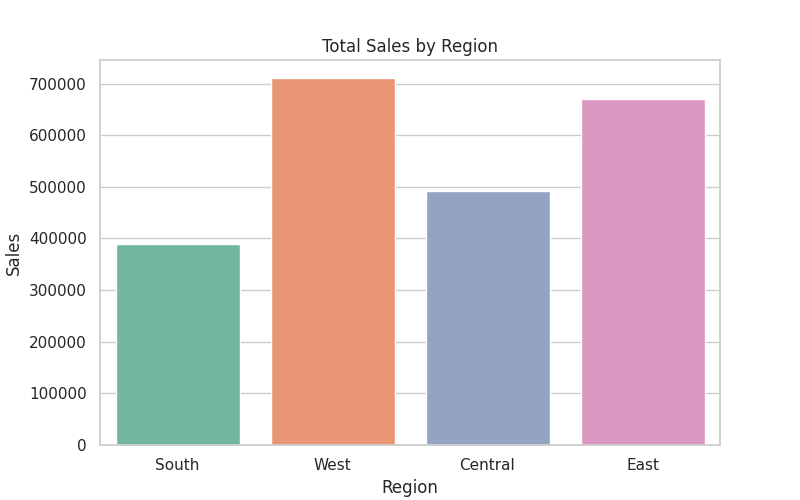 Total Sales by Region
Sales
700000
600000
500000
400000
300000
200000
100000
0
South
West
Central
East
Region